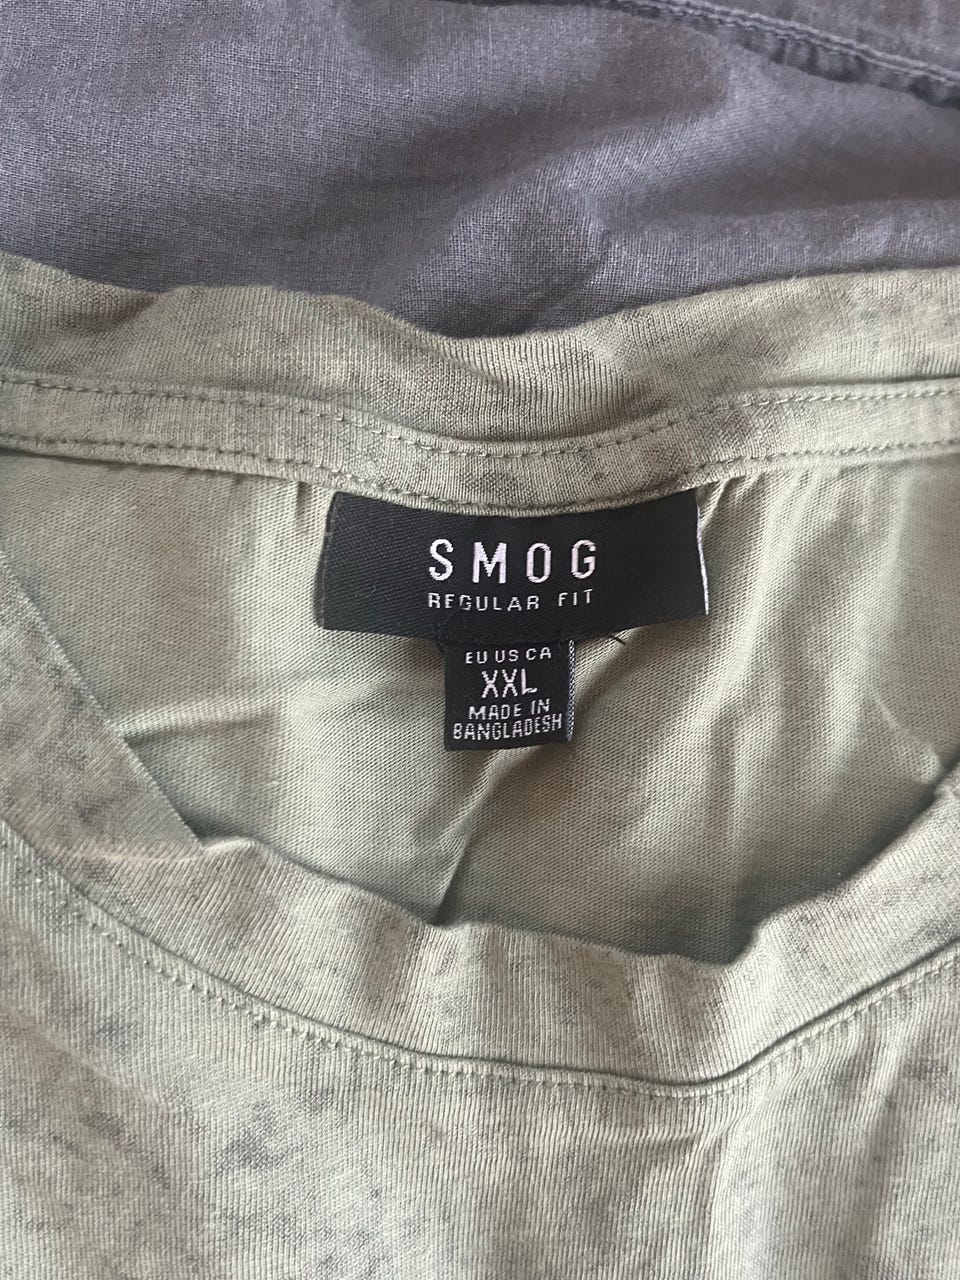 SMOG
REGULAR FIT
EU US CA
XXL
MADE IN
BANGLADESH